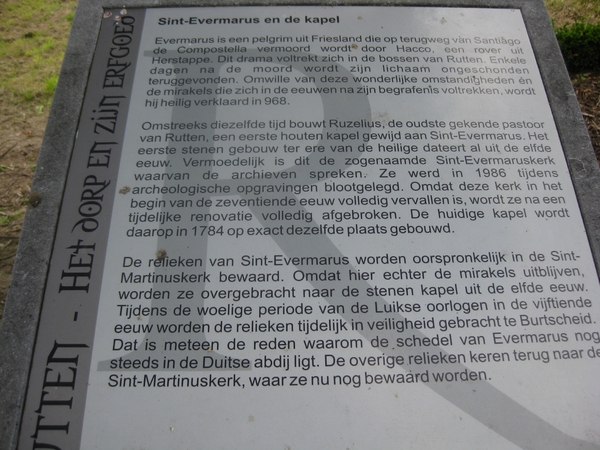 Sint-Evermarus en de kapel
Evermarus is een pelgrim uit Friesland die op terugweg van Santiago
de Compostella vermoord wordt door Hacco, een rover uit
Herstappe. Dit drama voltrekt zich in de bossen van Rutten. Enkele
dagen na de moord wordt zijn lichaam ongeschonden
teruggevonden. Omwille van deze wonderlijke omstandigheden én
de mirakels die zich in de eeuwen na zijn begrafenis voltrekken, wordt
hij heilig verklaard in 968.
Omstreeks diezelfde tijd bouwt Ruzelius, de oudste gekende pastoor
van Rutten, een eerste houten kapel gewijd aan Sint-Evermarus. Het
eerste stenen gebouw ter ere van de heilige dateert al uit de elfde
eeuw. Vermoedelijk is dit de zogenaamde Sint-Evermaruskerk
waarvan de archieven spreken. Ze werd in 1986 tijdens
archeologische opgravingen blootgelegd. Omdat deze kerk in het
begin van de zeventiende eeuw volledig vervallen is, wordt ze na een
tijdelijke renovatie volledig afgebroken. De huidige kapel wordt
daarop in 1784 op exact dezelfde plaats gebouwd.
De relieken van Sint-Evermarus worden oorspronkelijk in de Sint-
Martinuskerk bewaard. Omdat hier echter de mirakels uitblijven,
worden ze overgebracht naar de stenen kapel uit de elfde eeuw.
Tijdens de woelige periode van de Luikse oorlogen in de vijftiende
eeuw worden de relieken tijdelijk in veiligheid gebracht te Burtscheid.
Dat is meteen de reden waarom de schedel van Evermarus nog
steeds in de Duitse abdij ligt. De overige relieken keren terug naar de
Sint-Martinuskerk, waar ze nu nog bewaard worden.
UTTEN - HET DORP EN ZIJN ERFGOED
R